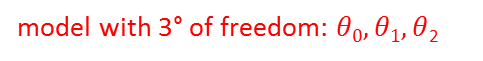 model with 3° of freedom: θ₀, θ₁, θ₂